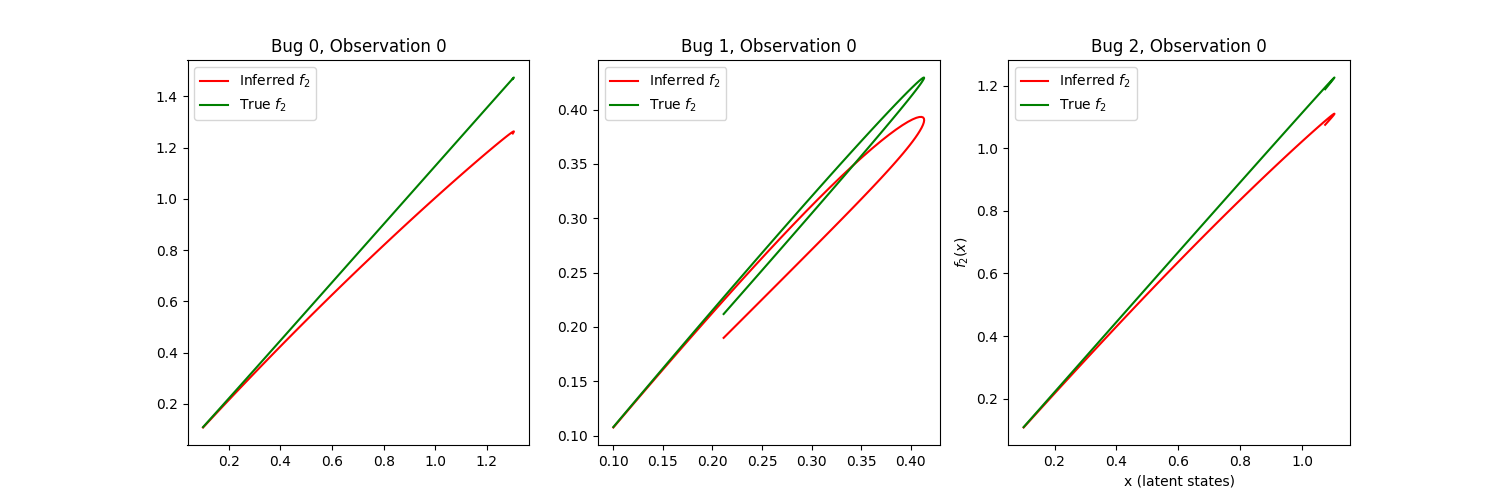 Bug 0, Observation 0
Inferred f₂
True f₂
1.4
1.2
1.0
0.8
0.6
0.4
0.2
0.2 0.4 0.6 0.8 1.0 1.2
Bug 1, Observation 0
Inferred f₂
True f₂
0.40
0.35
0.30
0.25
0.20
0.15
0.10
0.10 0.15 0.20 0.25 0.30 0.35 0.40
Bug 2, Observation 0
Inferred f₂
True f₂
f₂(x)
1.2
1.0
0.8
0.6
0.4
0.2
0.2 0.4 0.6 0.8 1.0
x (latent states)